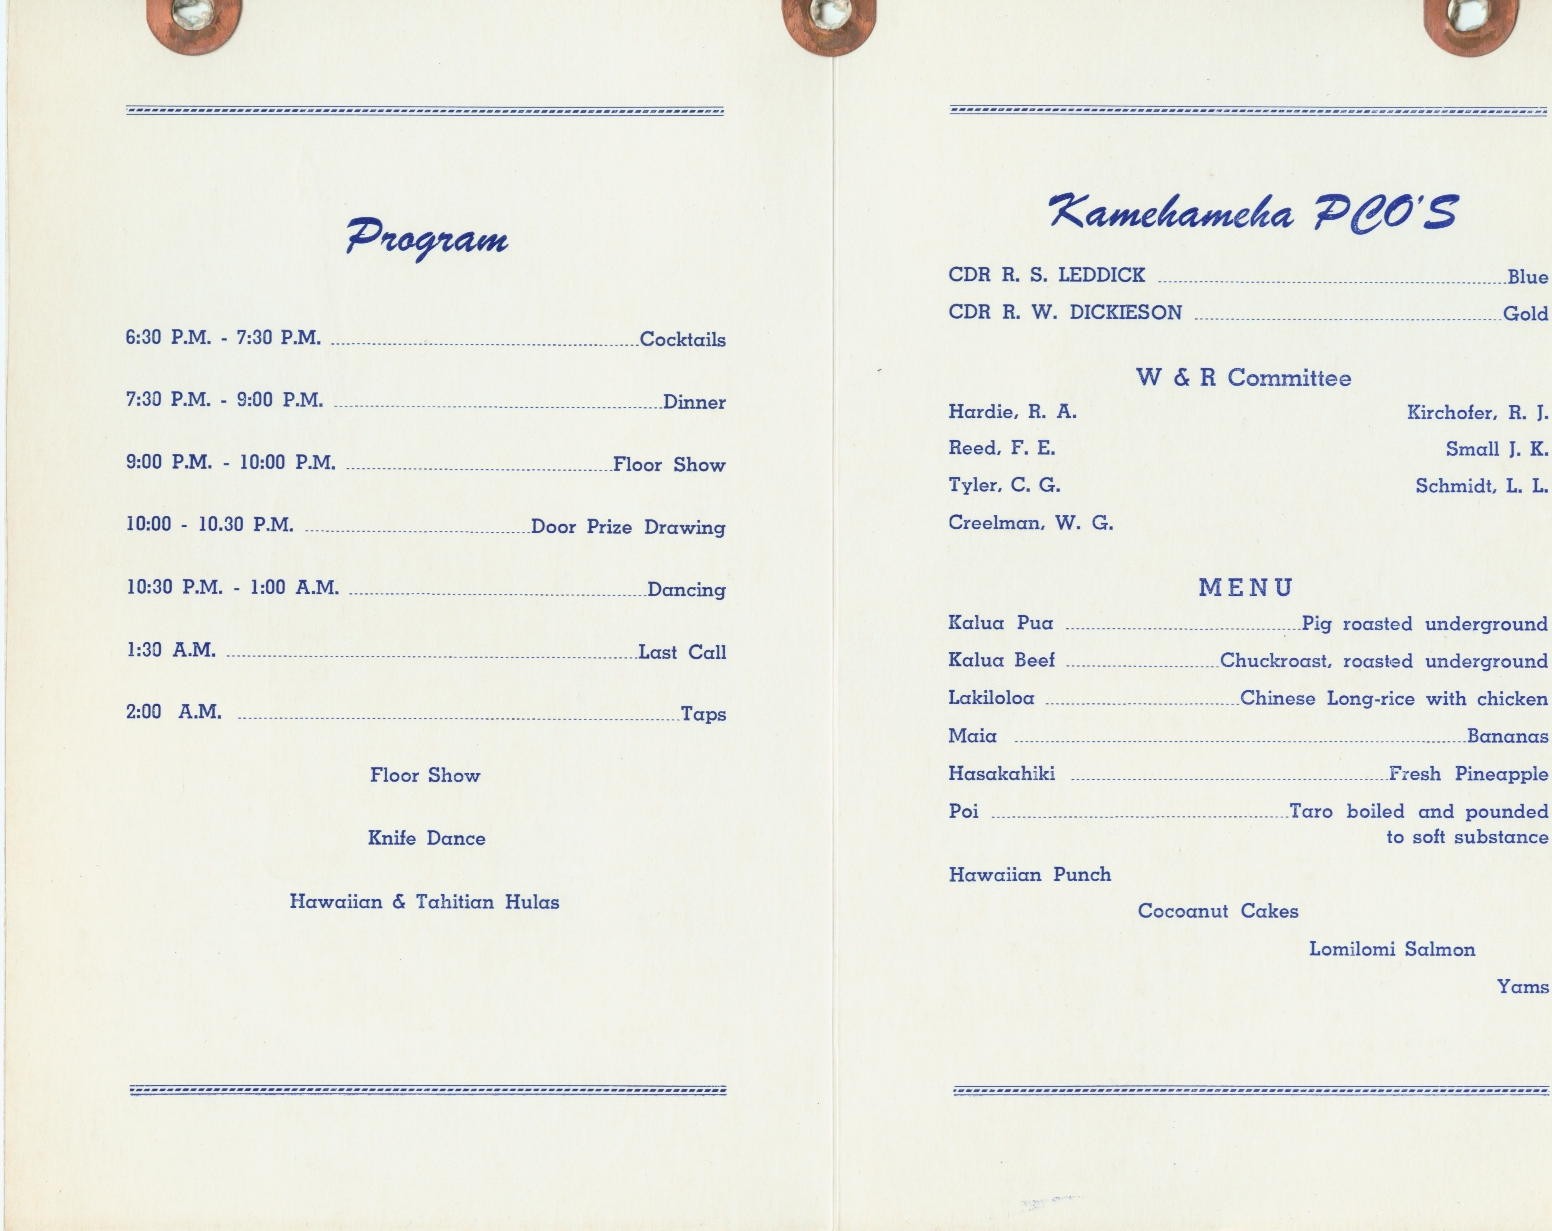 Program
6:30 P.M. - 7:30 P.M. Cocktails
7:30 P.M. - 9:00 P.M. Dinner
9:00 P.M. - 10:00 P.M. Floor Show
10:00 - 10.30 P.M. Door Prize Drawing
10:30 P.M. - 1:00 A.M. Dancing
1:30 A.M. Last Call
2:00 A.M. Taps
Floor Show
Knife Dance
Hawaiian & Tahitian Hulas
Kamehameha PCO'S
CDR R. S. LEDDICK Blue
CDR R. W. DICKIESON Gold
W & R Committee
Hardie, R. A. Kirchofer, R. J.
Reed, F. E. Small J. K.
Tyler, C. G. Schmidt, L. L.
Creelman, W. G.
MENU
Kalua Pua Pig roasted underground
Kalua Beef Chuckroast, roasted underground
Lakiloloa Chinese Long-rice with chicken
Maia Bananas
Hasakahiki Fresh Pineapple
Poi Taro boiled and pounded
to soft substance
Hawaiian Punch
Cocoanut Cakes
Lomilomi Salmon
Yams